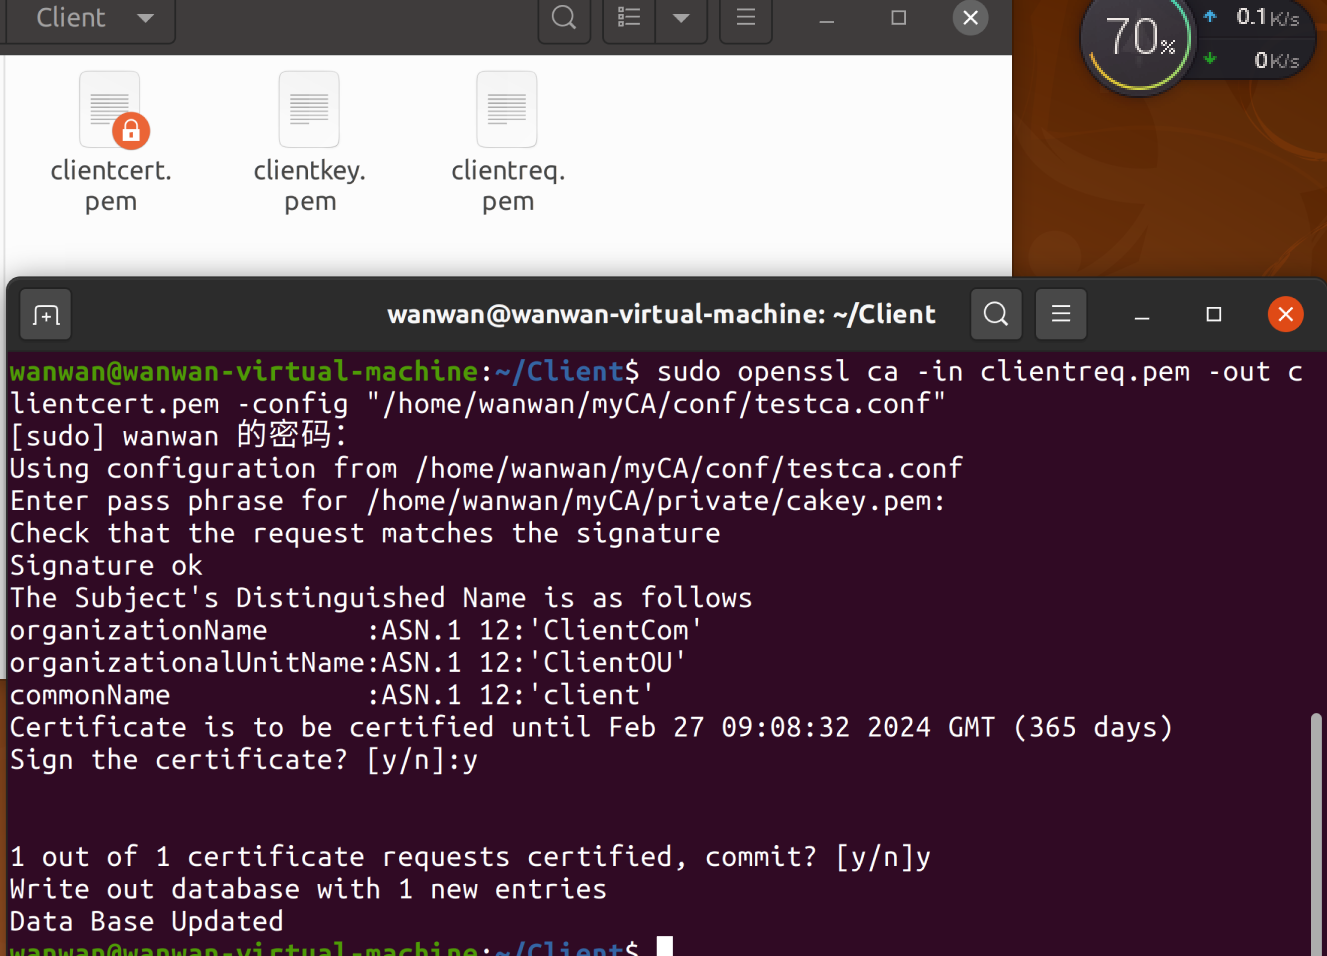 Client
70%
0.1K/s
0K/s
clientcert.
pem
clientkey.
pem
clientreq.
pem
wanwan@wanwan-virtual-machine: ~/Client
wanwan@wanwan-virtual-machine:~/Client$ sudo openssl ca -in clientreq.pem -out c
lientcert.pem -config "/home/wanwan/myCA/conf/testca.conf"
[sudo] wanwan 的密码：
Using configuration from /home/wanwan/myCA/conf/testca.conf
Enter pass phrase for /home/wanwan/myCA/private/cakey.pem:
Check that the request matches the signature
Signature ok
The Subject's Distinguished Name is as follows
organizationName      :ASN.1 12:'ClientCom'
organizationalUnitName:ASN.1 12:'ClientOU'
commonName            :ASN.1 12:'client'
Certificate is to be certified until Feb 27 09:08:32 2024 GMT (365 days)
Sign the certificate? [y/n]:y
1 out of 1 certificate requests certified, commit? [y/n]y
Write out database with 1 new entries
Data Base Updated
wanwan@wanwan-virtual-machine:~/Client$